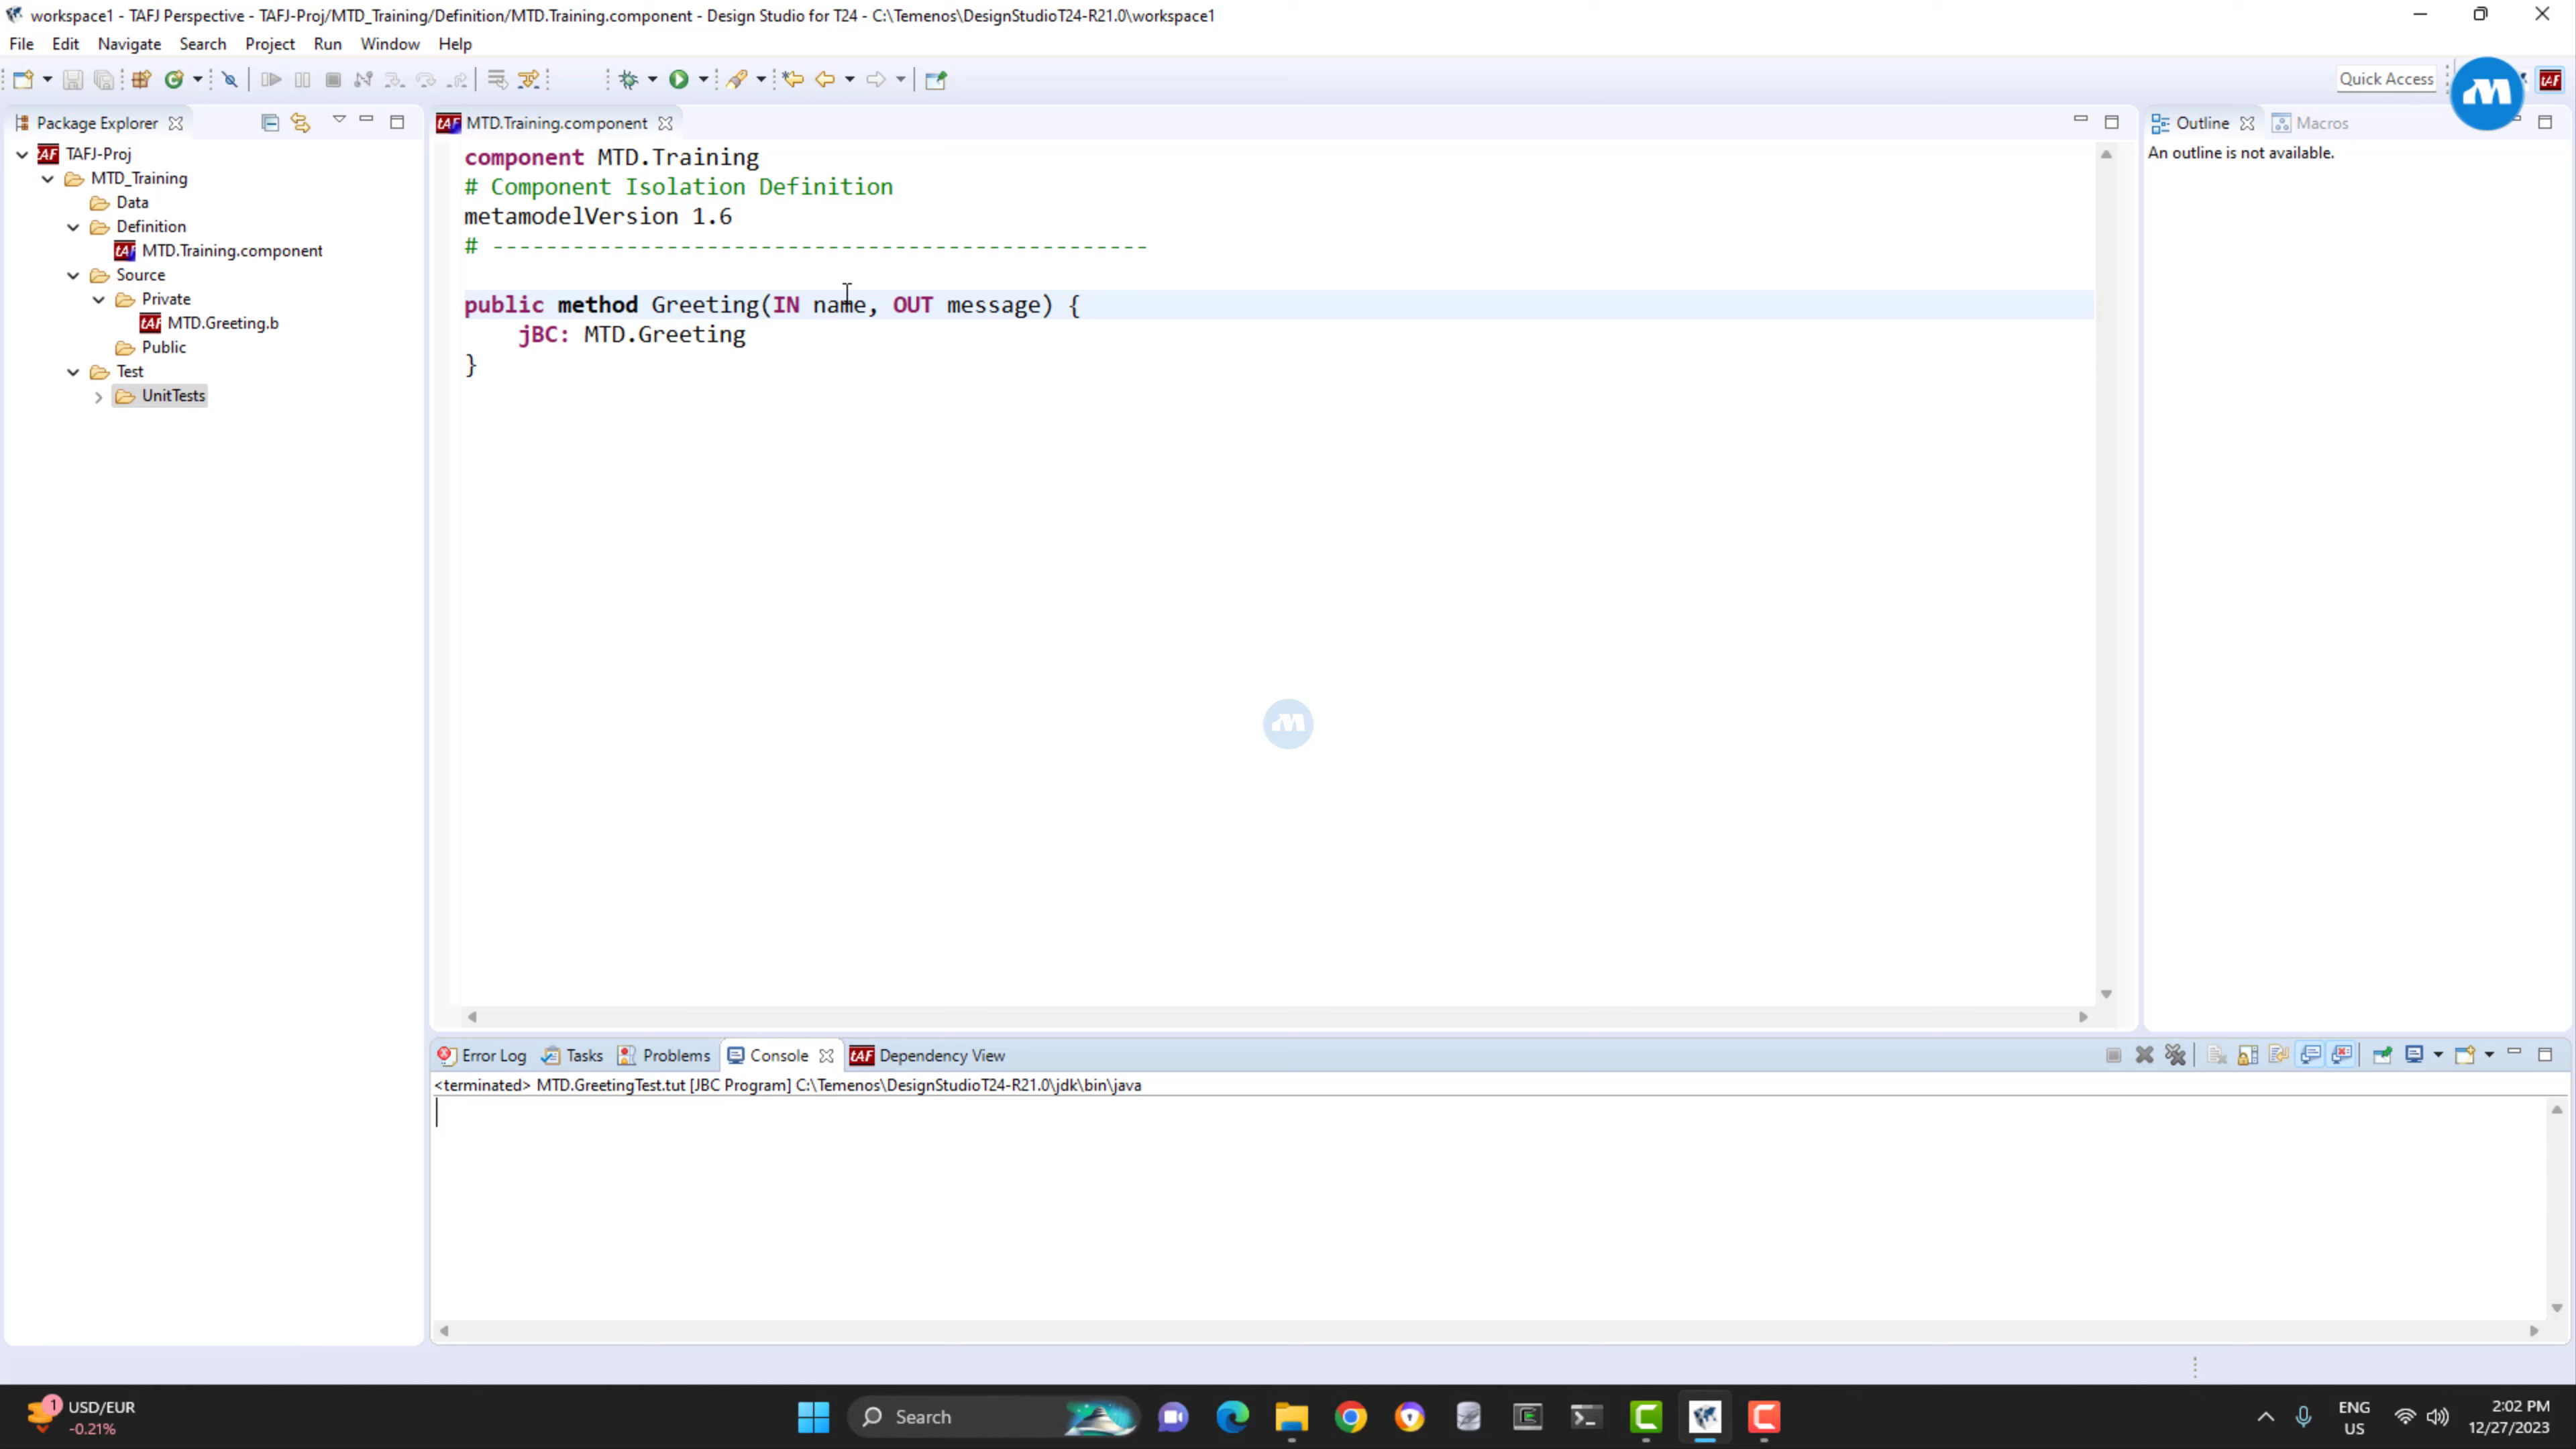 workspace1 - TAFJ Perspective - TAFJ-Proj/MTD_Training/Definition/MTD.Training.component - Design Studio for T24 - C:\Temenos\DesignStudioT24-R21.0\workspace1
File Edit Navigate Search Project Run Window Help
Quick Access
Package Explorer
MTD.Training.component
Outline
Macros
TAFJ-Proj
MTD_Training
Data
Definition
MTD.Training.component
Source
Private
MTD.Greeting.b
Public
Test
UnitTests
component MTD.Training
# Component Isolation Definition
metamodelVersion 1.6
# -------------------------------------------------
public method Greeting(IN name, OUT message) {
jBC: MTD.Greeting
}
An outline is not available.
Error Log Tasks Problems Console Dependency View
<terminated> MTD.GreetingTest.tut [JBC Program] C:\Temenos\DesignStudioT24-R21.0\jdk\bin\java
1
USD/EUR
-0.21%
Search
ENG
US
2:02 PM
12/27/2023